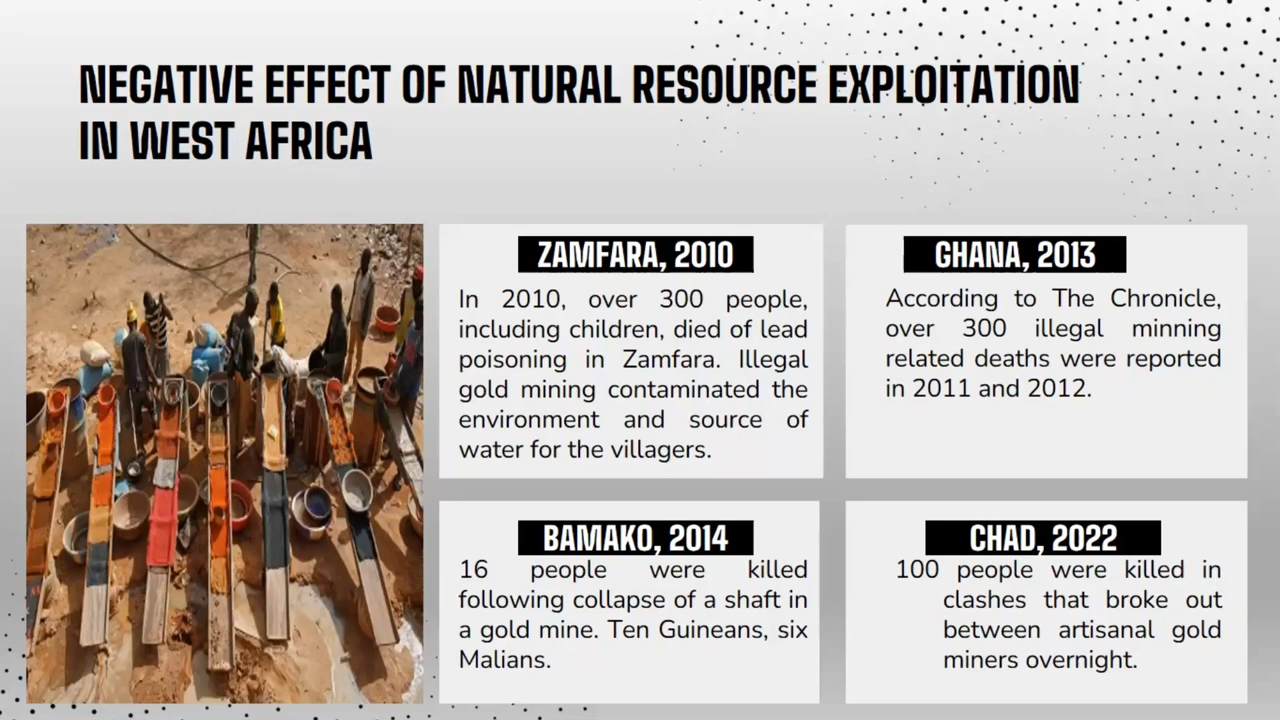 NEGATIVE EFFECT OF NATURAL RESOURCE EXPLOITATION
IN WEST AFRICA
ZAMFARA, 2010
In 2010, over 300 people,
including children, died of lead
poisoning in Zamfara. Illegal
gold mining contaminated the
environment and source of
water for the villagers.
GHANA, 2013
According to The Chronicle,
over 300 illegal minning
related deaths were reported
in 2011 and 2012.
BAMAKO, 2014
16 people were killed
following collapse of a shaft in
a gold mine. Ten Guineans, six
Malians.
CHAD, 2022
100 people were killed in
clashes that broke out
between artisanal gold
miners overnight.